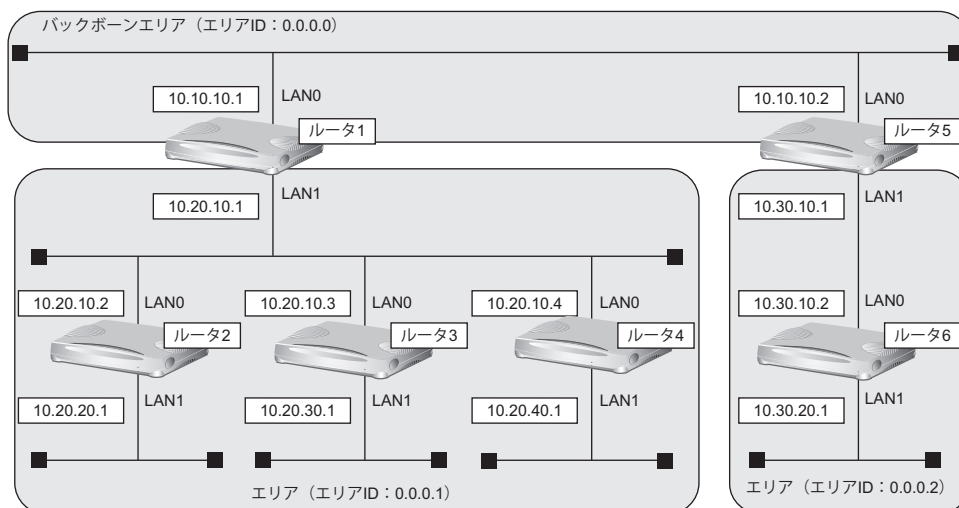 バックボーンエリア（エリアID：0.0.0.0）
10.10.10.1
LAN0
ルータ1
10.10.10.2
LAN0
ルータ5
10.20.10.1
LAN1
10.30.10.1
LAN1
10.20.10.2
LAN0
ルータ2
10.20.10.3
LAN0
ルータ3
10.20.10.4
LAN0
ルータ4
10.30.10.2
LAN0
ルータ6
10.20.20.1
LAN1
10.20.30.1
LAN1
10.20.40.1
LAN1
10.30.20.1
LAN1
エリア（エリアID：0.0.0.1）
エリア（エリアID：0.0.0.2）